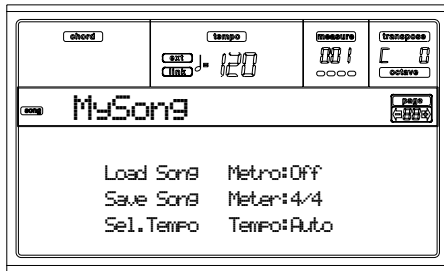 chord tempo measure transpose
ext link ♩= 120 001 C 0
octave
song MySong page
Load Song Metro:Off
Save Song Meter:4/4
Sel.Tempo Tempo:Auto